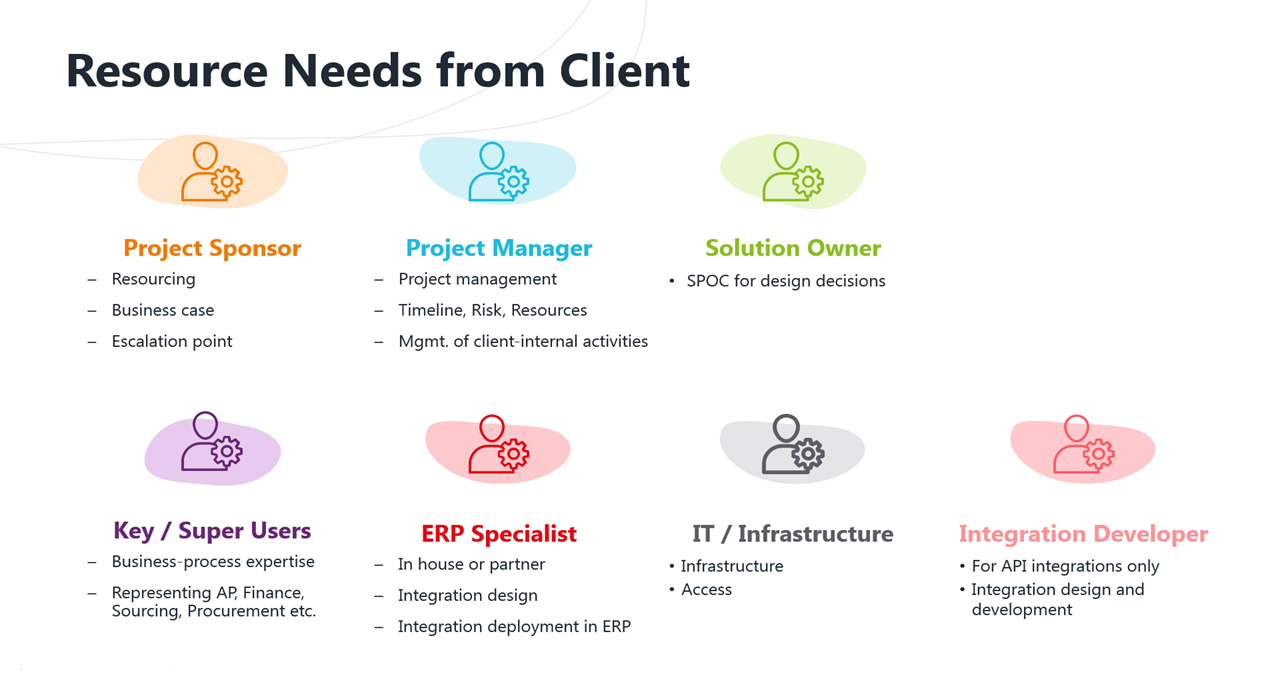 Resource Needs from Client
Project Sponsor
– Resourcing
– Business case
– Escalation point
Project Manager
– Project management
– Timeline, Risk, Resources
– Mgmt. of client-internal activities
Solution Owner
• SPOC for design decisions
Key / Super Users
– Business-process expertise
– Representing AP, Finance,
Sourcing, Procurement etc.
ERP Specialist
– In house or partner
– Integration design
– Integration deployment in ERP
IT / Infrastructure
• Infrastructure
• Access
Integration Developer
• For API integrations only
• Integration design and
development